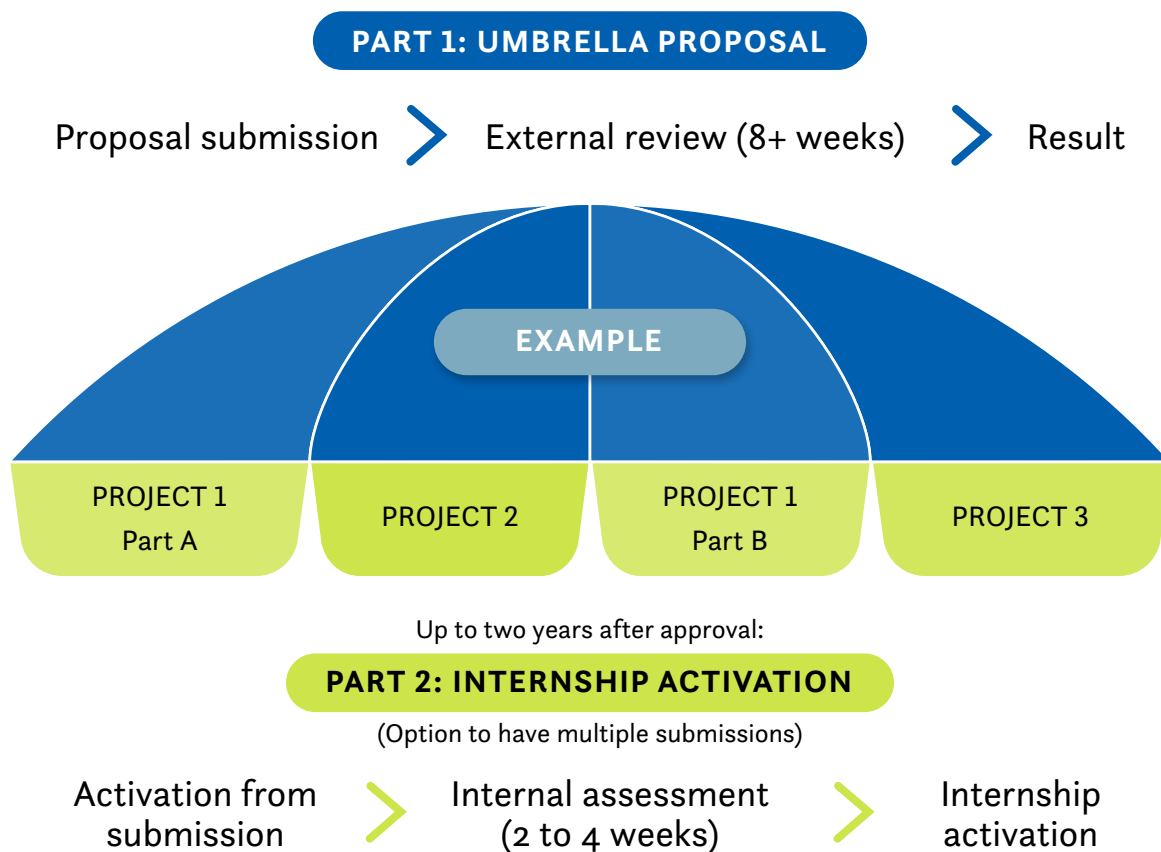 PART 1: UMBRELLA PROPOSAL
Proposal submission > External review (8+ weeks) > Result
EXAMPLE
PROJECT 1
Part A
PROJECT 2
PROJECT 1
Part B
PROJECT 3
Up to two years after approval:
PART 2: INTERNSHIP ACTIVATION
(Option to have multiple submissions)
Activation from
submission
Internal assessment
(2 to 4 weeks)
Internship
activation